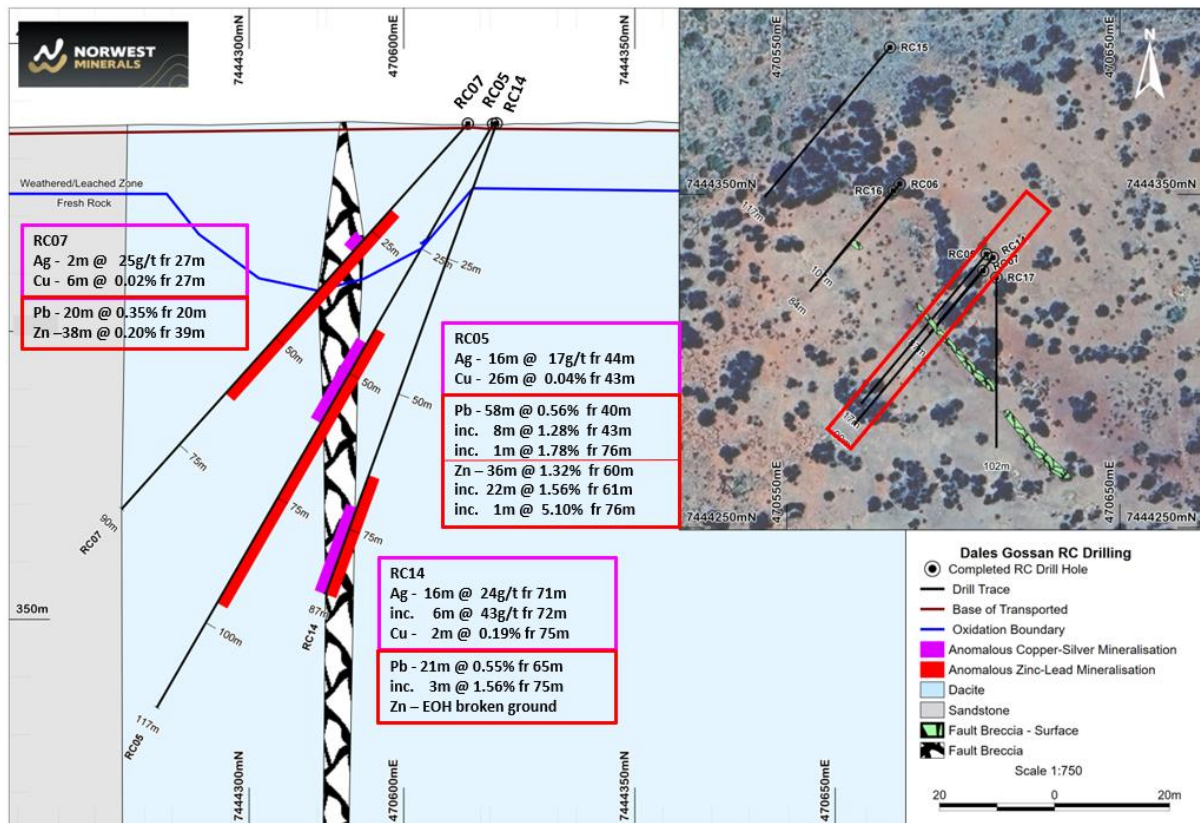 NORWEST
MINERALS
7444300mN
470600mE
7444350mN
RC07
RC05
RC14
Weathered/Leached Zone
Fresh Rock
RC07
Ag - 2m @ 25g/t fr 27m
Cu - 6m @ 0.02% fr 27m
Pb - 20m @ 0.35% fr 20m
Zn –38m @ 0.20% fr 39m
25m
25m
25m
50m
50m
50m
75m
75m
75m
90m
RC07
87m
RC14
100m
117m
RC05
RC05
Ag - 16m @ 17g/t fr 44m
Cu - 26m @ 0.04% fr 43m
Pb - 58m @ 0.56% fr 40m
inc. 8m @ 1.28% fr 43m
inc. 1m @ 1.78% fr 76m
Zn – 36m @ 1.32% fr 60m
inc. 22m @ 1.56% fr 61m
inc. 1m @ 5.10% fr 76m
RC14
Ag - 16m @ 24g/t fr 71m
inc. 6m @ 43g/t fr 72m
Cu - 2m @ 0.19% fr 75m
Pb - 21m @ 0.55% fr 65m
inc. 3m @ 1.56% fr 75m
Zn – EOH broken ground
350m
7444300mN
470600mE
7444350mN
470650mE
470550mE
470650mE
N
RC15
117m
7444350mN
7444350mN
RC16
RC06
102m
84m
RC14
RC07
RC17
102m
470550mE
470650mE
7444250mN
7444250mN
Dales Gossan RC Drilling
Completed RC Drill Hole
Drill Trace
Base of Transported
Oxidation Boundary
Anomalous Copper-Silver Mineralisation
Anomalous Zinc-Lead Mineralisation
Dacite
Sandstone
Fault Breccia - Surface
Fault Breccia
Scale 1:750
20 0 20m